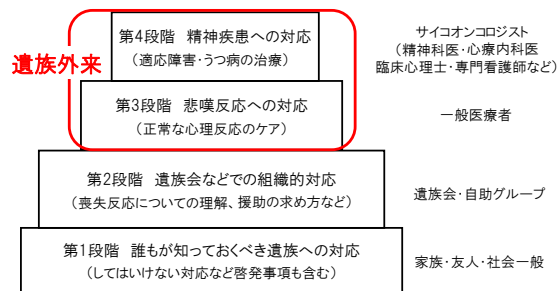 遺族外来
第4段階 精神疾患への対応
(適応障害・うつ病の治療)
サイコオンコロジスト
(精神科医・心療内科医
臨床心理士・専門看護師など)
第3段階 悲嘆反応への対応
(正常な心理反応のケア)
一般医療者
第2段階 遺族会などでの組織的対応
(喪失反応についての理解、援助の求め方など)
遺族会・自助グループ
第1段階 誰もが知っておくべき遺族への対応
(してはいけない対応など啓発事項も含む)
家族・友人・社会一般